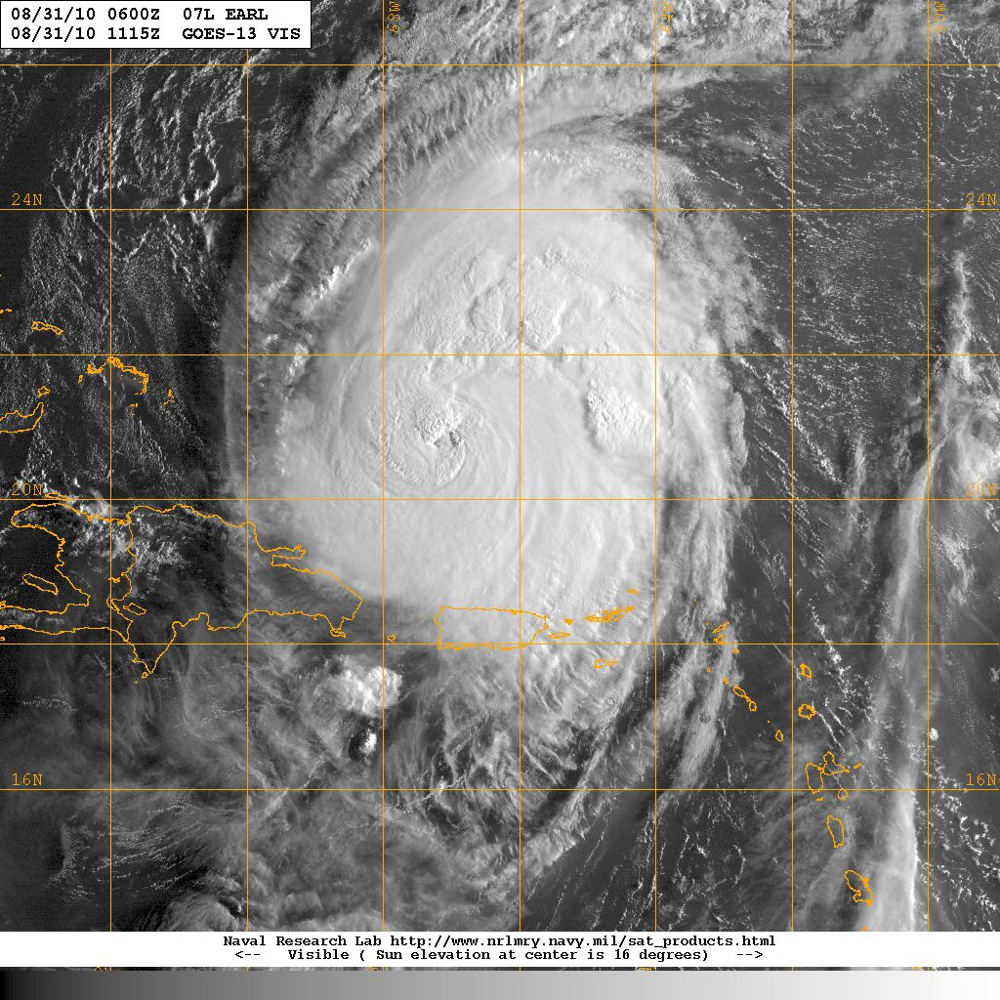 08/31/10 0600Z 07L EARL
08/31/10 1115Z GOES-13 VIS
68W
64W
60W
24N 24N
20N 20N
16N 16N
Naval Research Lab http://www.nrlmry.navy.mil/sat_products.html
<-- Visible ( Sun elevation at center is 16 degrees) -->